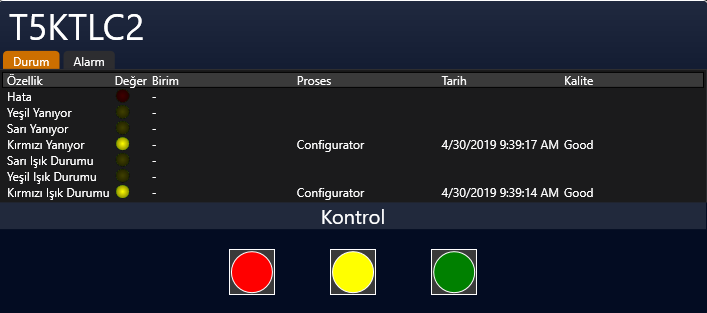 T5KTLC2
Durum Alarm
Özellik Değer Birim Proses Tarih Kalite
Hata -
Yeşil Yanıyor -
Sarı Yanıyor -
Kırmızı Yanıyor - Configurator 4/30/2019 9:39:17 AM Good
Sarı Işık Durumu -
Yeşil Işık Durumu -
Kırmızı Işık Durumu - Configurator 4/30/2019 9:39:14 AM Good
Kontrol